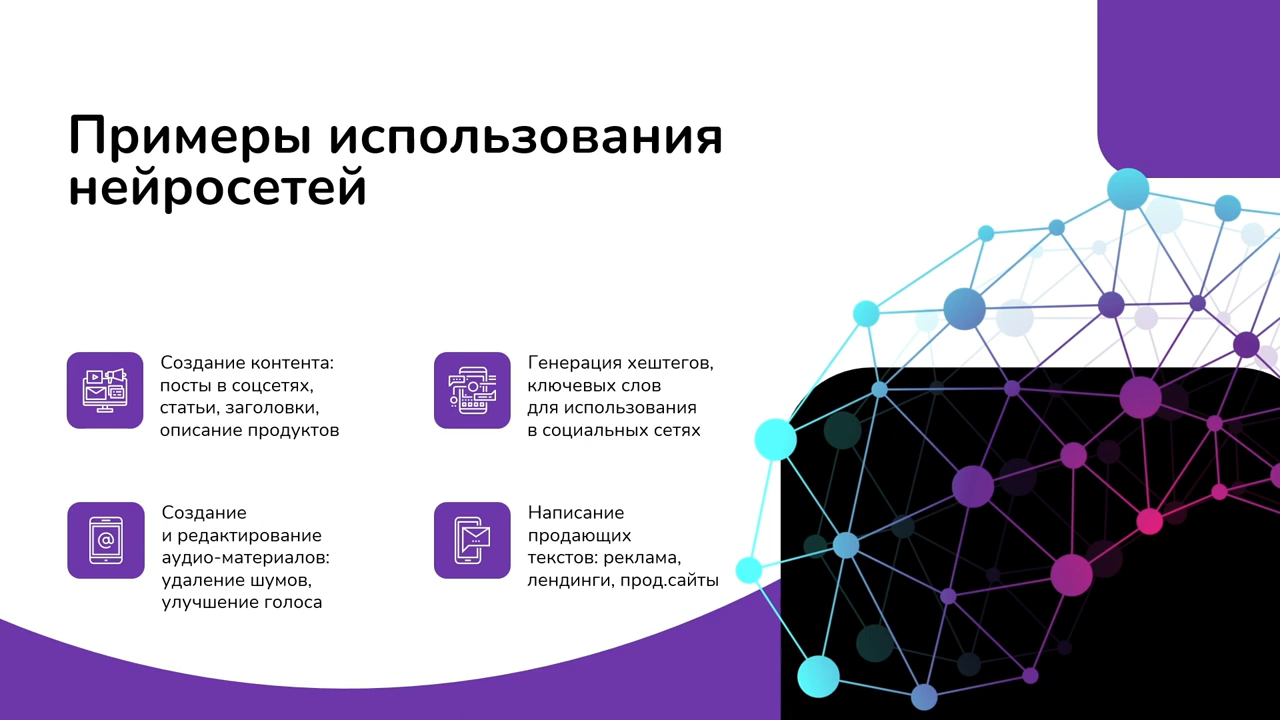 Примеры использования
нейросетей
Создание контента:
посты в соцсетях,
статьи, заголовки,
описание продуктов
Генерация хештегов,
ключевых слов
для использования
в социальных сетях
Создание
и редактирование
аудио-материалов:
удаление шумов,
улучшение голоса
Написание
продающих
текстов: реклама,
лендинги, прод.сайты